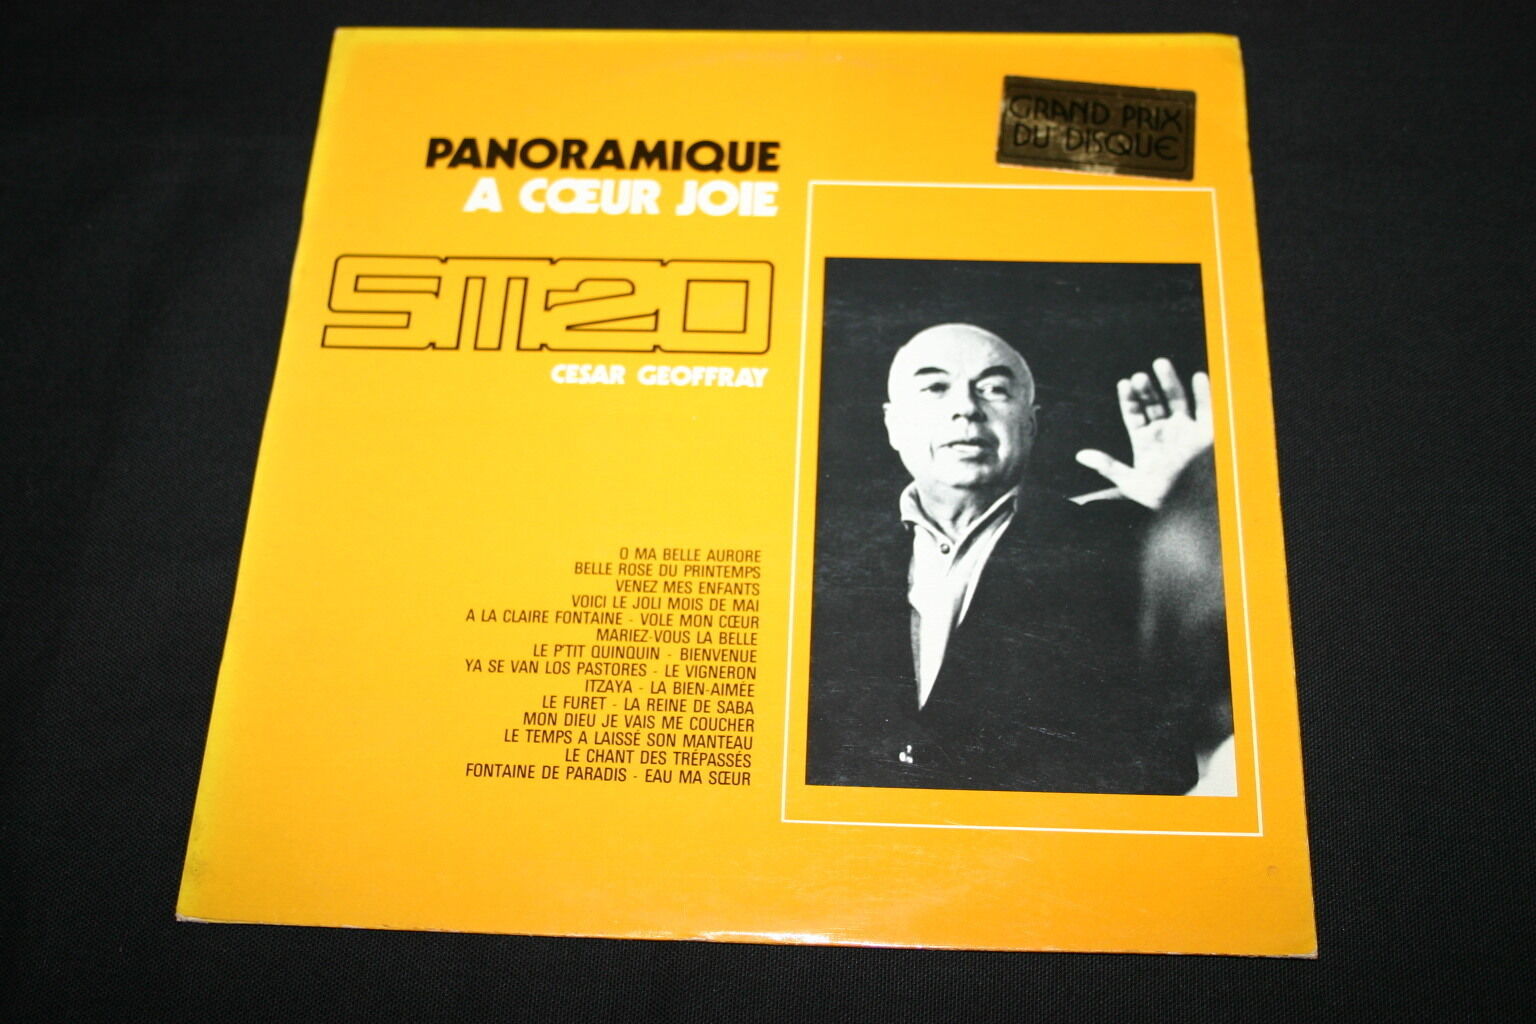 GRAND PRIX
DU DISQUE
PANORAMIQUE
A CŒUR JOIE
SM20
CESAR GEOFFRAY
O MA BELLE AURORE
BELLE ROSE DU PRINTEMPS
VENEZ MES ENFANTS
VOICI LE JOLI MOIS DE MAI
A LA CLAIRE FONTAINE - VOLE MON CŒUR
MARIEZ-VOUS LA BELLE
LE P'TIT QUINQUIN - BIENVENUE
YA SE VAN LOS PASTORES - LE VIGNERON
ITZAYA - LA BIEN-AIMÉE
LE FURET - LA REINE DE SABA
MON DIEU JE VAIS ME COUCHER
LE TEMPS A LAISSÉ SON MANTEAU
LE CHANT DES TRÉPASSÉS
FONTAINE DE PARADIS - EAU MA SŒUR